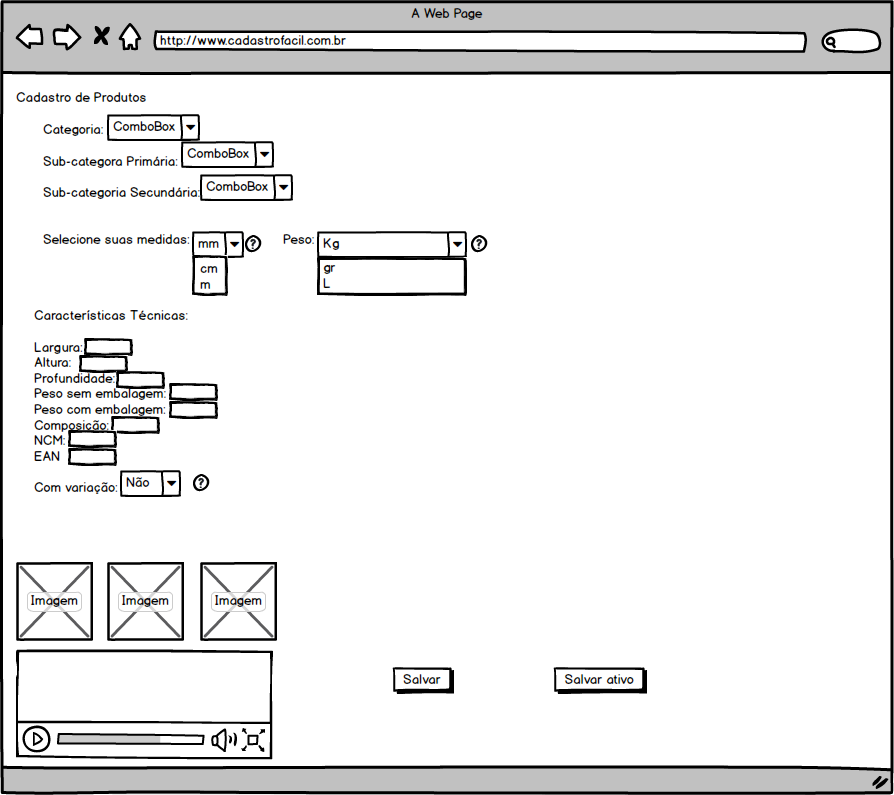 A Web Page
http://www.cadastrofacil.com.br
Cadastro de Produtos
Categoria: ComboBox
Sub-categora Primária: ComboBox
Sub-categoria Secundária: ComboBox
Selecione suas medidas: mm ? Peso: Kg ?
cm gr
m L
Características Técnicas:
Largura:
Altura:
Profundidade:
Peso sem embalagem:
Peso com embalagem:
Composição:
NCM:
EAN
Com variação: Não ?
Imagem Imagem Imagem
Salvar Salvar ativo